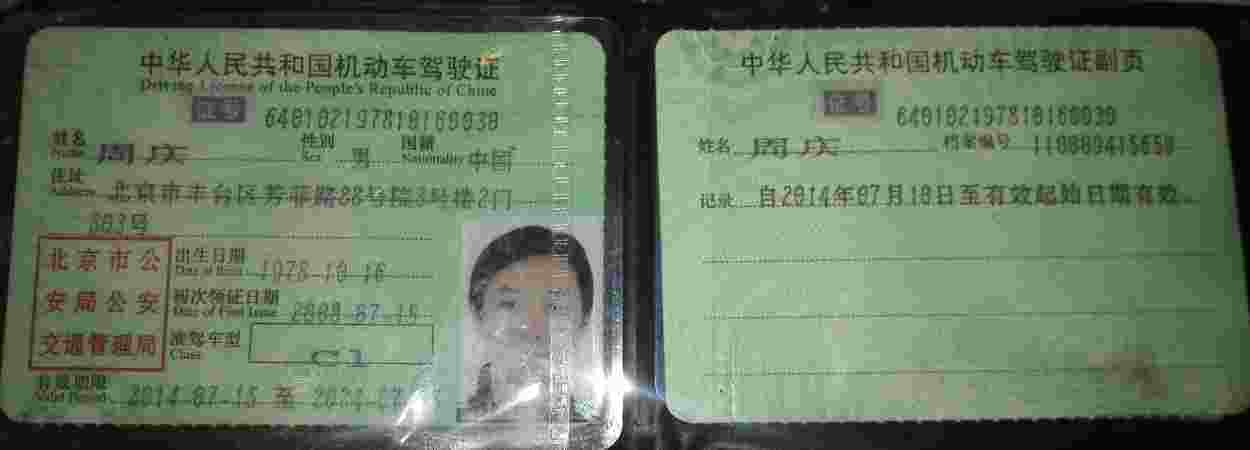 中华人民共和国机动车驾驶证
Driving License of the People's Republic of China
证号 640102197810160030
姓名 周庆 性别 男 国籍 中国
Name Sex Nationality
住址 北京市丰台区芳菲路88号院3号楼2门
Address
603号
北京市公
安局公安
交通管理局
出生日期 1978-10-16
Date of Birth
初次领证日期 2008-07-15
Date of First Issue
准驾车型 C1
Class
有效期限 2014-07-15 至
Valid Period
中华人民共和国机动车驾驶证副页
证号 640102197810160030
姓名 周庆 档案编号
记录 自2014年07月10日至有效起始日期有效。